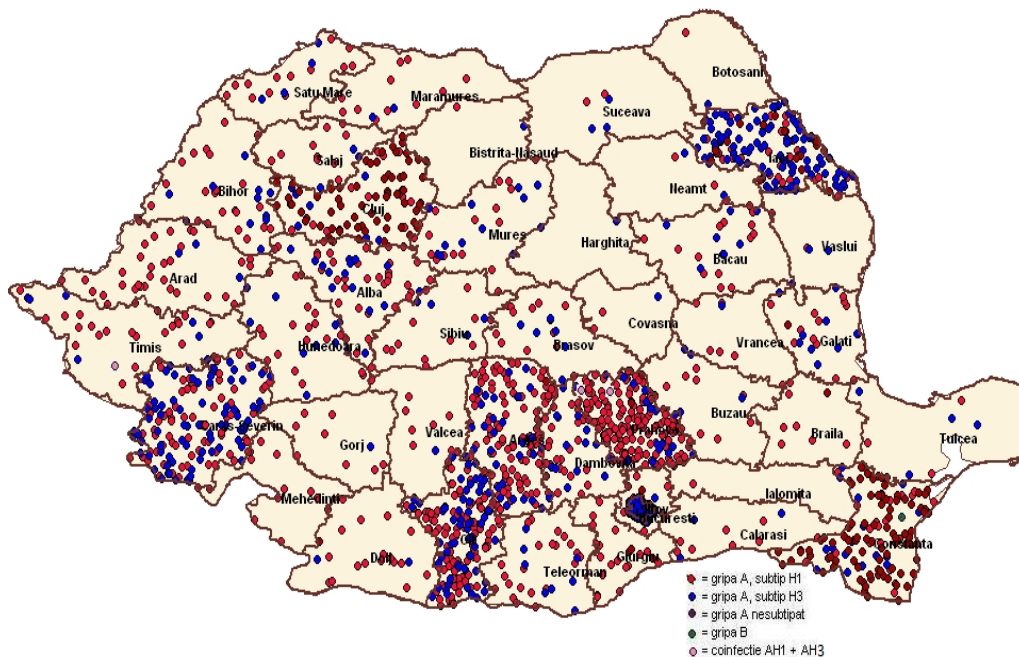 Botosani
Satu Mare
Maramures
Suceava
Iasi
Bistrita-Nasaud
Salaj
Neamt
Bihor
Cluj
Mures
Harghita
Bacau
Vaslui
Arad
Alba
Sibiu
Covasna
Timis
Hunedoara
Brasov
Vrancea
Galati
Caras-Severin
Valcea
Arges
Prahova
Buzau
Braila
Tulcea
Gorj
Dambovita
Mehedinti
Ialomita
Ilfov
Bucuresti
Calarasi
Constanta
Dolj
Olt
Teleorman
Giurgiu
= gripa A, subtip H1
= gripa A, subtip H3
= gripa A nesubtipat
= gripa B
= coinfectie AH1 + AH3